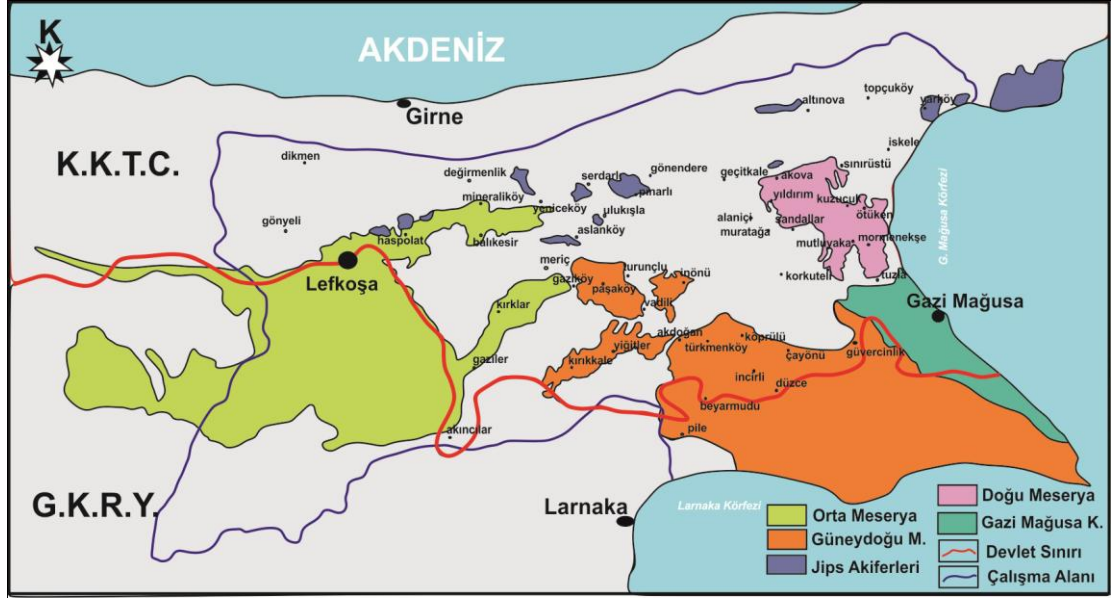 K
AKDENİZ
Girne
K.K.T.C.
dikmen
gönyeli
değirmenlik
mineralıköy
yeniceköy
serdarlı
gönendere
pınarlı
ulukışla
aslanköy
haspolat
balıkesir
Lefkoşa
altınova
topçuköy
yarköy
iskele
geçitkale
akova
sınırüstü
yıldırım
kuzucuk
ötüken
alaniçi
muratağa
sandallar
mutluyaka
mormenekşe
korkuteli
tuzla
G. Mağusa Körfezi
Gazi Mağusa
meriç
gaziköy
turunçlu
inönü
paşaköy
vadili
kırklar
gaziler
akıncılar
akdoğan
yiğitler
kırıkkale
köprülü
türkmenköy
çayönü
güvercinlik
incirli
düzce
beyarmudu
pile
G.K.R.Y.
Larnaka
Larnaka Körfezi
Orta Meserya
Güneydoğu M.
Jips Akiferleri
Doğu Meserya
Gazi Mağusa K.
Devlet Sınırı
Çalışma Alanı